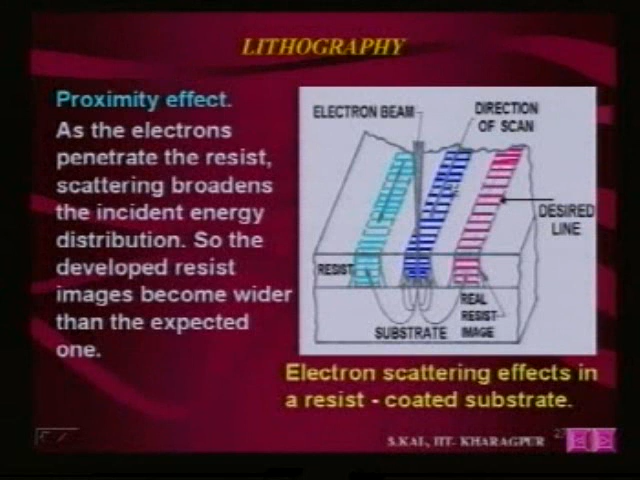 LITHOGRAPHY
Proximity effect.
As the electrons
penetrate the resist,
scattering broadens
the incident energy
distribution. So the
developed resist
images become wider
than the expected
one.
ELECTRON BEAM
DIRECTION
OF SCAN
DESIRED
LINE
RESIST
REAL
RESIST
IMAGE
SUBSTRATE
Electron scattering effects in
a resist - coated substrate.
S.KAL, IIT- KHARAGPUR